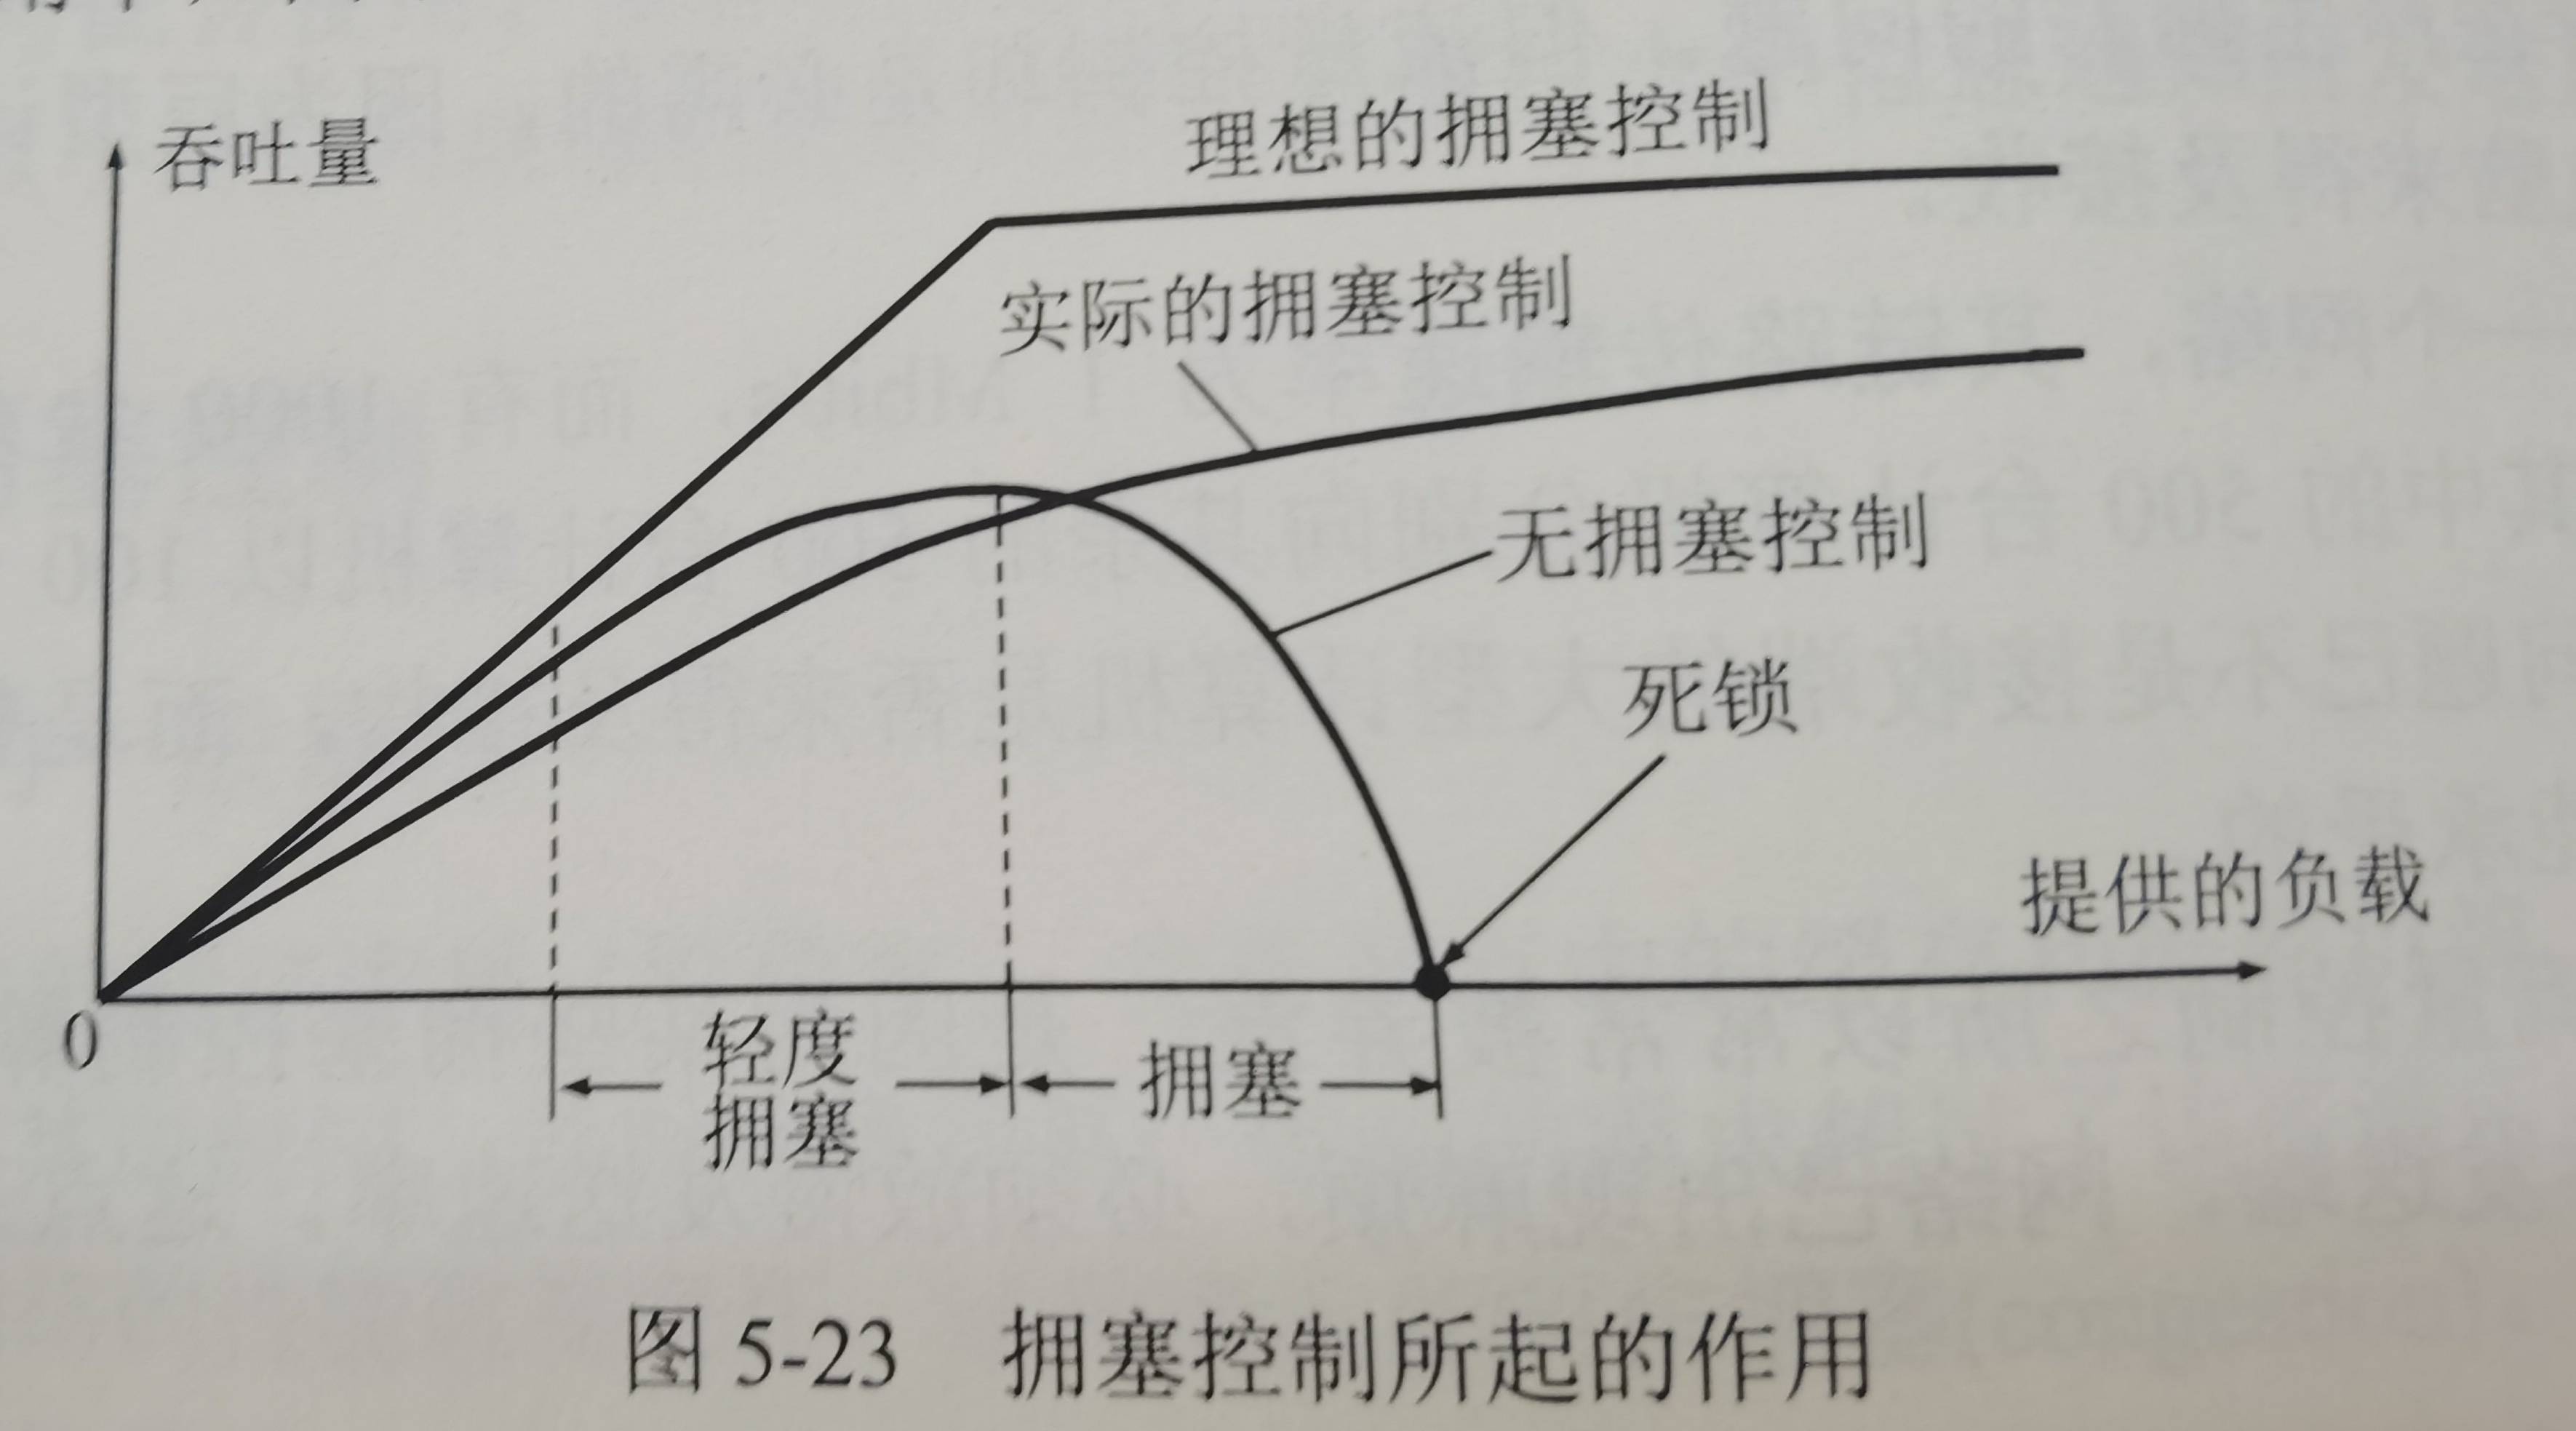 吞吐量
理想的拥塞控制
实际的拥塞控制
无拥塞控制
死锁
提供的负载
0
轻度
拥塞
拥塞
图 5-23 拥塞控制所起的作用